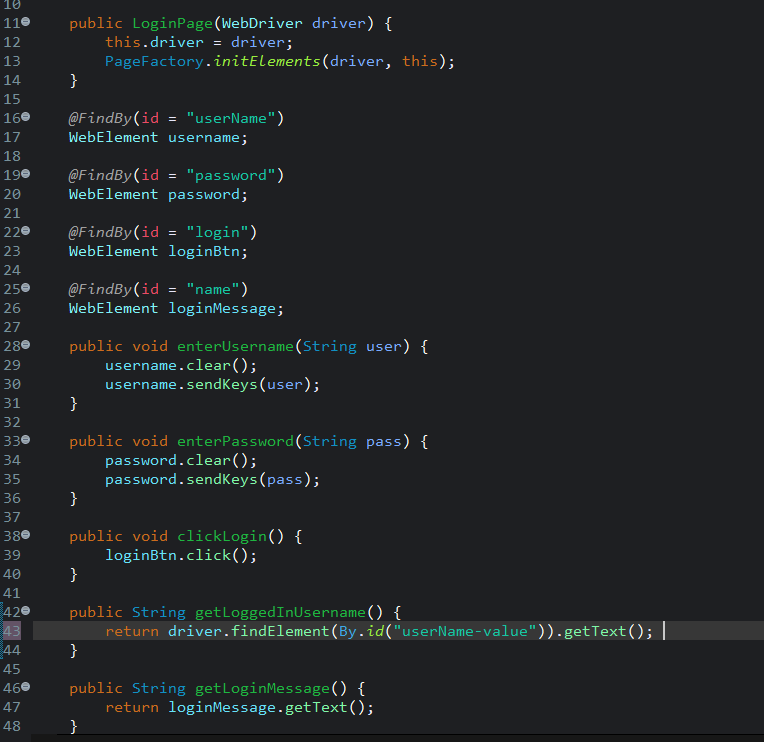 10
11 public LoginPage(WebDriver driver) {
12 this.driver = driver;
13 PageFactory.initElements(driver, this);
14 }
15
16 @FindBy(id = "userName")
17 WebElement username;
18
19 @FindBy(id = "password")
20 WebElement password;
21
22 @FindBy(id = "login")
23 WebElement loginBtn;
24
25 @FindBy(id = "name")
26 WebElement loginMessage;
27
28 public void enterUsername(String user) {
29 username.clear();
30 username.sendKeys(user);
31 }
32
33 public void enterPassword(String pass) {
34 password.clear();
35 password.sendKeys(pass);
36 }
37
38 public void clickLogin() {
39 loginBtn.click();
40 }
41
42 public String getLoggedInUsername() {
43 return driver.findElement(By.id("userName-value")).getText();
44 }
45
46 public String getLoginMessage() {
47 return loginMessage.getText();
48 }